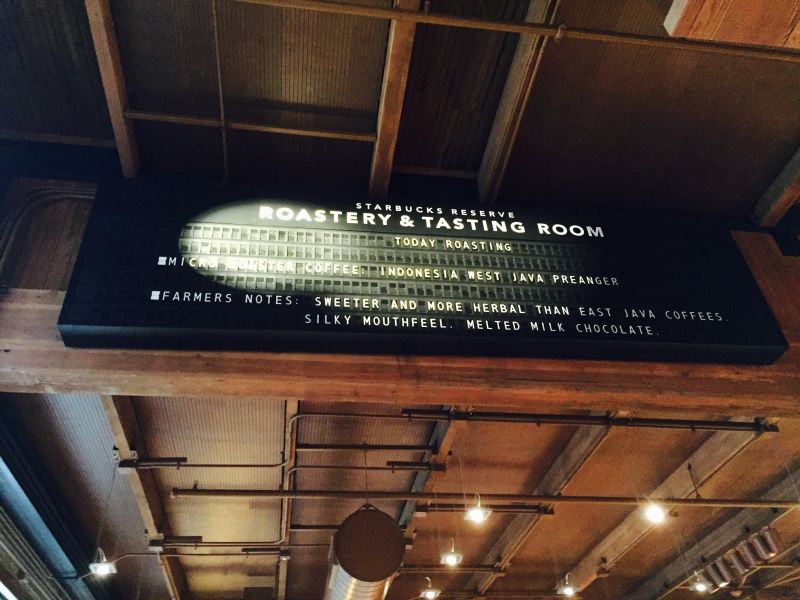 STARBUCKS RESERVE
ROASTERY & TASTING ROOM
TODAY ROASTING
MICRO ROASTER COFFEE: INDONESIA WEST JAVA PREANGER
FARMERS NOTES: SWEETER AND MORE HERBAL THAN EAST JAVA COFFEES.
SILKY MOUTHFEEL. MELTED MILK CHOCOLATE.